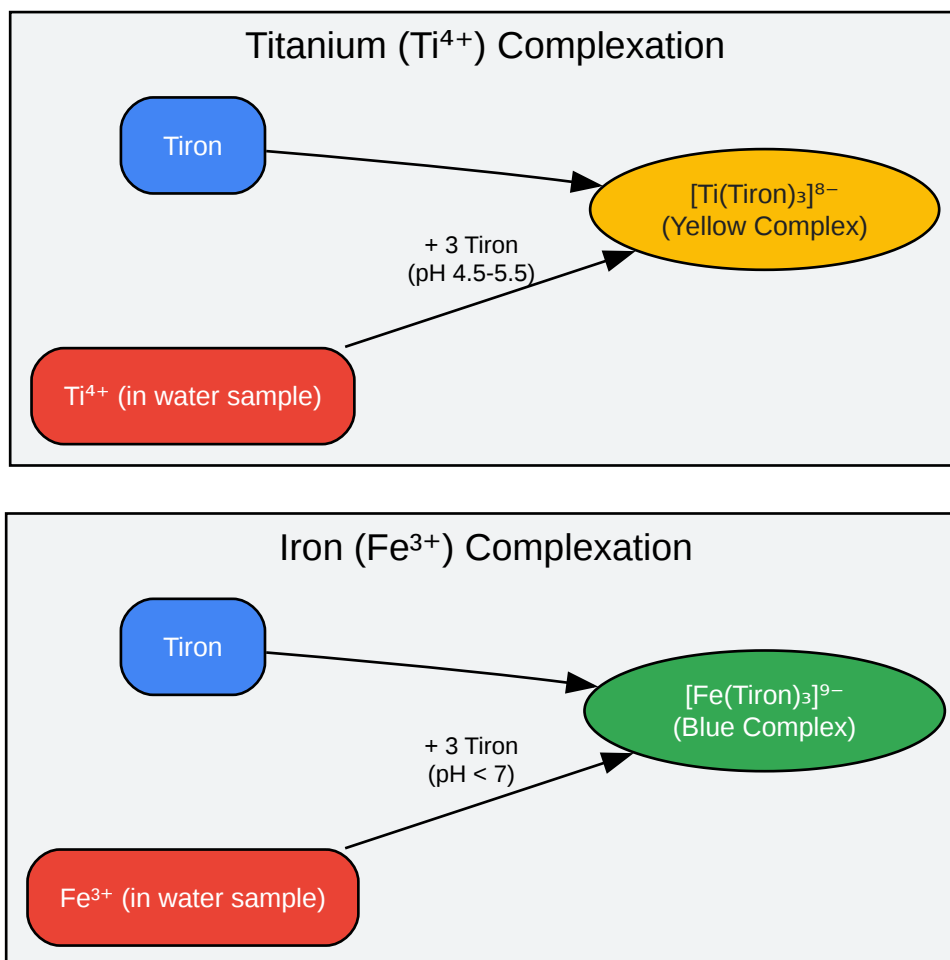 Titanium (Ti⁴⁺) Complexation
Tiron
[Ti(Tiron)₃]⁸⁻
(Yellow Complex)
+ 3 Tiron
(pH 4.5-5.5)
Ti⁴⁺ (in water sample)
Iron (Fe³⁺) Complexation
Tiron
[Fe(Tiron)₃]⁹⁻
(Blue Complex)
+ 3 Tiron
(pH < 7)
Fe³⁺ (in water sample)